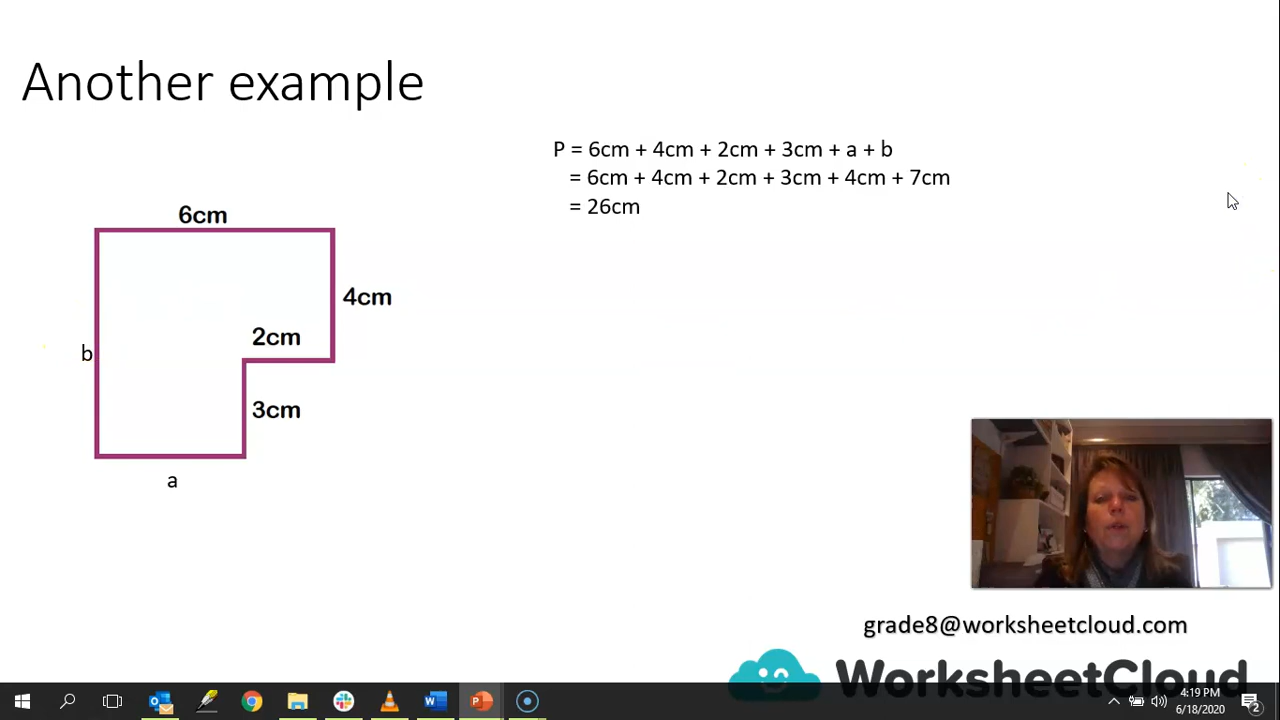 Another example
P = 6cm + 4cm + 2cm + 3cm + a + b
= 6cm + 4cm + 2cm + 3cm + 4cm + 7cm
= 26cm
6cm
4cm
2cm
b
3cm
a
grade8@worksheetcloud.com
WorksheetCloud
4:19 PM
6/18/2020
2